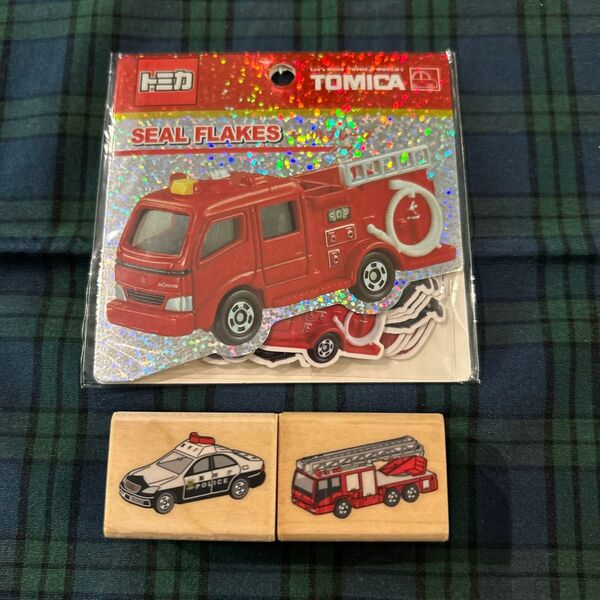 トミカ
TOMICA
SEAL FLAKES
POLICE